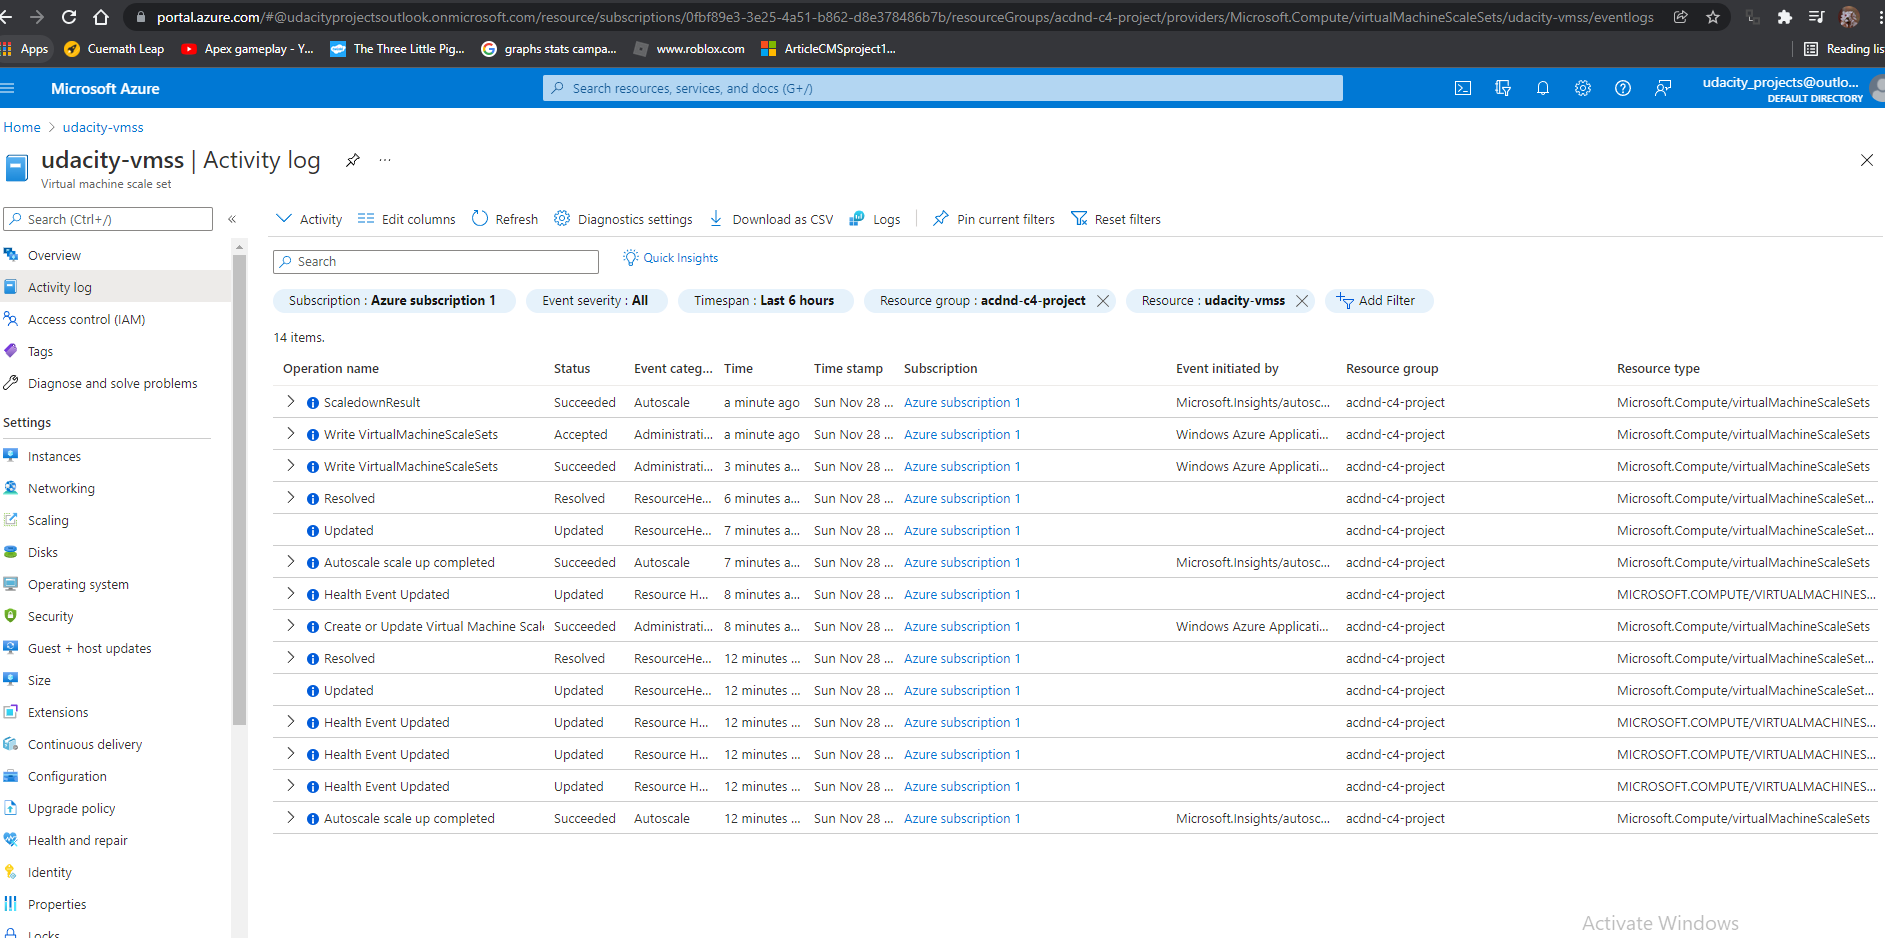 portal.azure.com/#@udacityprojectsoutlook.onmicrosoft.com/resource/subscriptions/0fbf89e3-3e25-4a51-b862-d8e378486b7b/resourceGroups/acdnd-c4-project/providers/Microsoft.Compute/virtualMachineScaleSets/udacity-vmss/eventlogs
Apps Cuemath Leap Apex gameplay - Y... The Three Little Pig... graphs stats campa... www.roblox.com ArticleCMSproject1... Reading lis
Microsoft Azure Search resources, services, and docs (G+/) udacity_projects@outlo...
DEFAULT DIRECTORY
Home > udacity-vmss
udacity-vmss | Activity log ...
Virtual machine scale set
Search (Ctrl+/) « Activity Edit columns Refresh Diagnostics settings Download as CSV Logs Pin current filters Reset filters
Search Quick Insights
Subscription : Azure subscription 1 Event severity : All Timespan : Last 6 hours Resource group : acdnd-c4-project Resource : udacity-vmss Add Filter
14 items.
Operation name Status Event categ... Time Time stamp Subscription Event initiated by Resource group Resource type
ScaledownResult Succeeded Autoscale a minute ago Sun Nov 28 ... Azure subscription 1 Microsoft.Insights/autosc... acdnd-c4-project Microsoft.Compute/virtualMachineScaleSets
Write VirtualMachineScaleSets Accepted Administrati... a minute ago Sun Nov 28 ... Azure subscription 1 Windows Azure Applicati... acdnd-c4-project Microsoft.Compute/virtualMachineScaleSets
Write VirtualMachineScaleSets Succeeded Administrati... 3 minutes a... Sun Nov 28 ... Azure subscription 1 Windows Azure Applicati... acdnd-c4-project Microsoft.Compute/virtualMachineScaleSets
Resolved Resolved ResourceHe... 6 minutes a... Sun Nov 28 ... Azure subscription 1 acdnd-c4-project Microsoft.Compute/virtualMachineScaleSet...
Updated Updated ResourceHe... 7 minutes a... Sun Nov 28 ... Azure subscription 1 acdnd-c4-project Microsoft.Compute/virtualMachineScaleSet...
Autoscale scale up completed Succeeded Autoscale 7 minutes a... Sun Nov 28 ... Azure subscription 1 Microsoft.Insights/autosc... acdnd-c4-project Microsoft.Compute/virtualMachineScaleSets
Health Event Updated Updated Resource H... 8 minutes a... Sun Nov 28 ... Azure subscription 1 acdnd-c4-project MICROSOFT.COMPUTE/VIRTUALMACHINES...
Create or Update Virtual Machine Scal Succeeded Administrati... 8 minutes a... Sun Nov 28 ... Azure subscription 1 Windows Azure Applicati... acdnd-c4-project Microsoft.Compute/virtualMachineScaleSets
Resolved Resolved ResourceHe... 12 minutes ... Sun Nov 28 ... Azure subscription 1 acdnd-c4-project Microsoft.Compute/virtualMachineScaleSet...
Updated Updated ResourceHe... 12 minutes ... Sun Nov 28 ... Azure subscription 1 acdnd-c4-project Microsoft.Compute/virtualMachineScaleSet...
Health Event Updated Updated Resource H... 12 minutes ... Sun Nov 28 ... Azure subscription 1 acdnd-c4-project MICROSOFT.COMPUTE/VIRTUALMACHINES...
Health Event Updated Updated Resource H... 12 minutes ... Sun Nov 28 ... Azure subscription 1 acdnd-c4-project MICROSOFT.COMPUTE/VIRTUALMACHINES...
Health Event Updated Updated Resource H... 12 minutes ... Sun Nov 28 ... Azure subscription 1 acdnd-c4-project MICROSOFT.COMPUTE/VIRTUALMACHINES...
Autoscale scale up completed Succeeded Autoscale 12 minutes ... Sun Nov 28 ... Azure subscription 1 Microsoft.Insights/autosc... acdnd-c4-project Microsoft.Compute/virtualMachineScaleSets
Overview
Activity log
Access control (IAM)
Tags
Diagnose and solve problems
Settings
Instances
Networking
Scaling
Disks
Operating system
Security
Guest + host updates
Size
Extensions
Continuous delivery
Configuration
Upgrade policy
Health and repair
Identity
Properties
Locks
Activate Windows